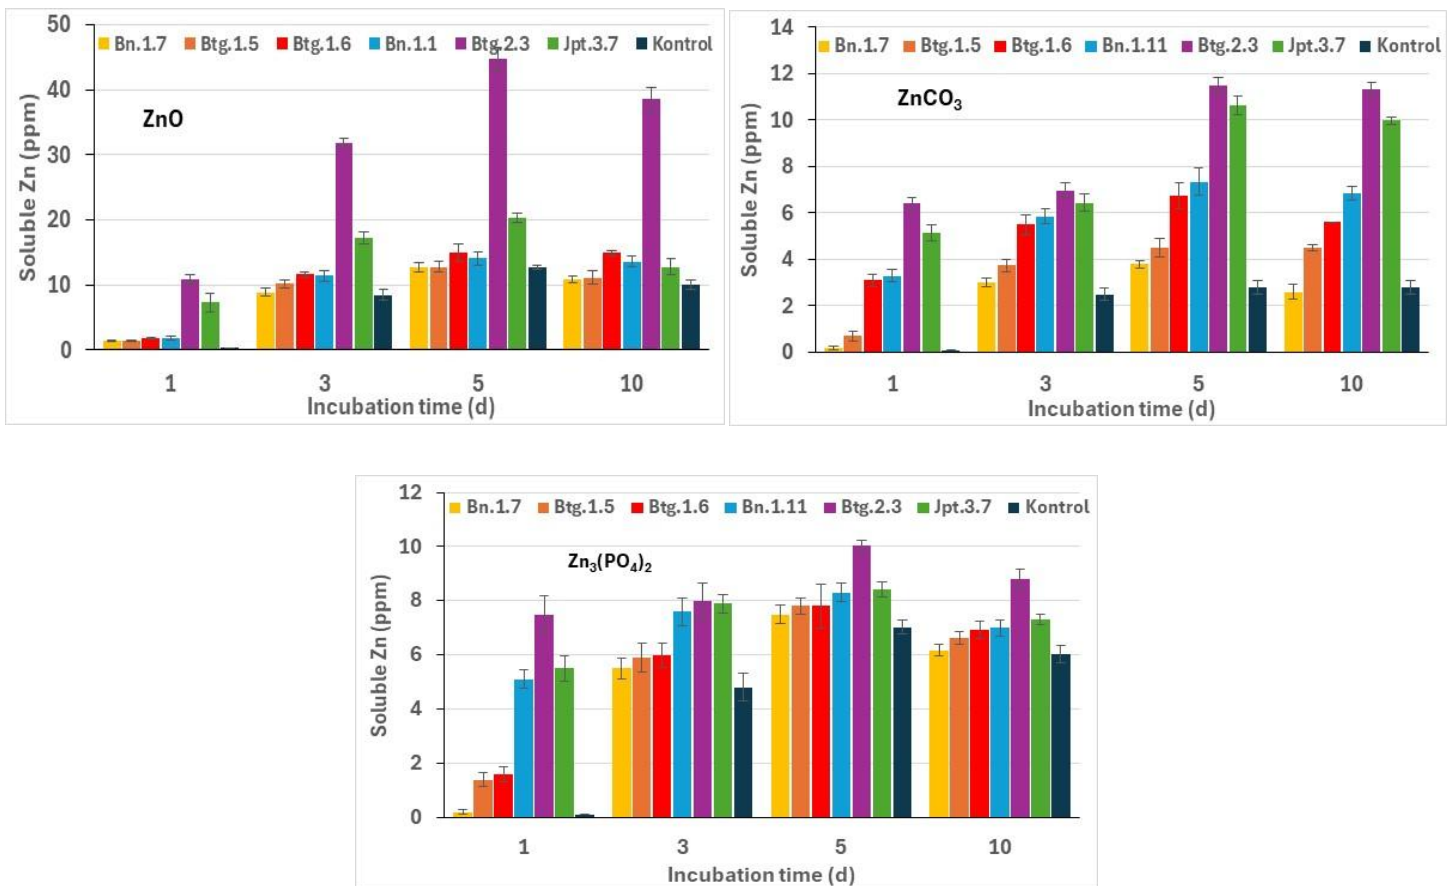 50
Bn.1.7 Btg.1.5 Btg.1.6 Bn.1.1 Btg.2.3 Jpt.3.7 Kontrol
40
ZnO
30
20
10
0
Soluble Zn (ppm)
1 3 5 10
Incubation time (d)
14
Bn.1.7 Btg.1.5 Btg.1.6 Bn.1.11 Btg.2.3 Jpt.3.7 Kontrol
12
ZnCO₃
10
8
6
4
2
0
Soluble Zn (ppm)
1 3 5 10
Incubation time (d)
12
Bn.1.7 Btg.1.5 Btg.1.6 Bn.1.11 Btg.2.3 Jpt.3.7 Kontrol
10
Zn₃(PO₄)₂
8
6
4
2
0
Soluble Zn (ppm)
1 3 5 10
Incubation time (d)